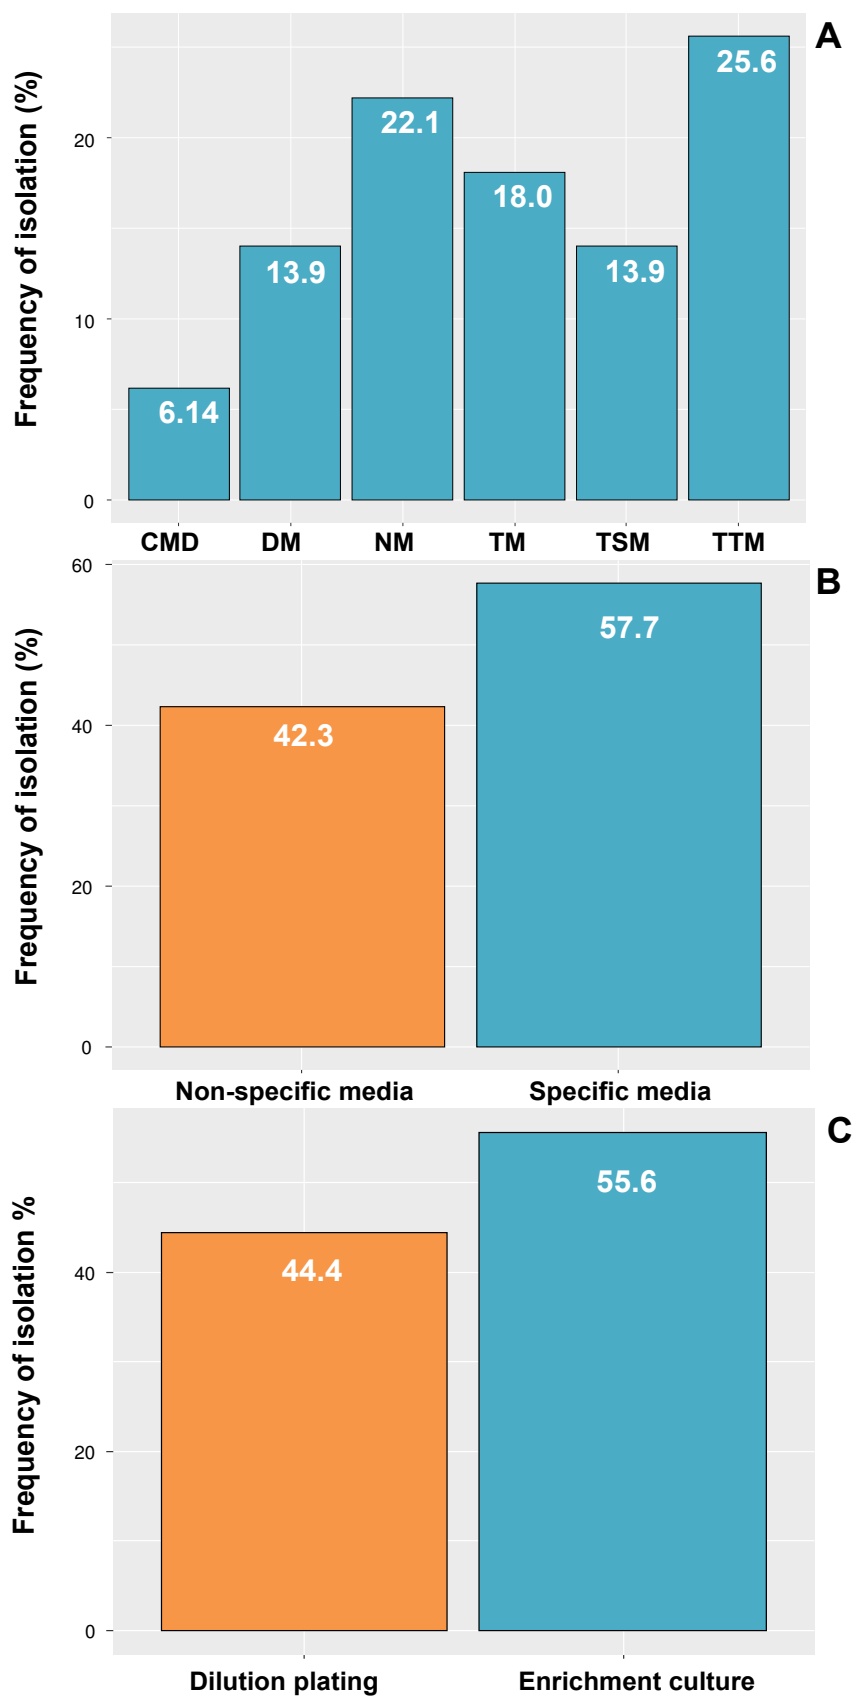 A
Frequency of isolation (%)
20
10
0
6.14
13.9
22.1
18.0
13.9
25.6
CMD DM NM TM TSM TTM
B
Frequency of isolation (%)
60
40
20
0
42.3
57.7
Non-specific media Specific media
C
Frequency of isolation %
40
20
0
44.4
55.6
Dilution plating Enrichment culture